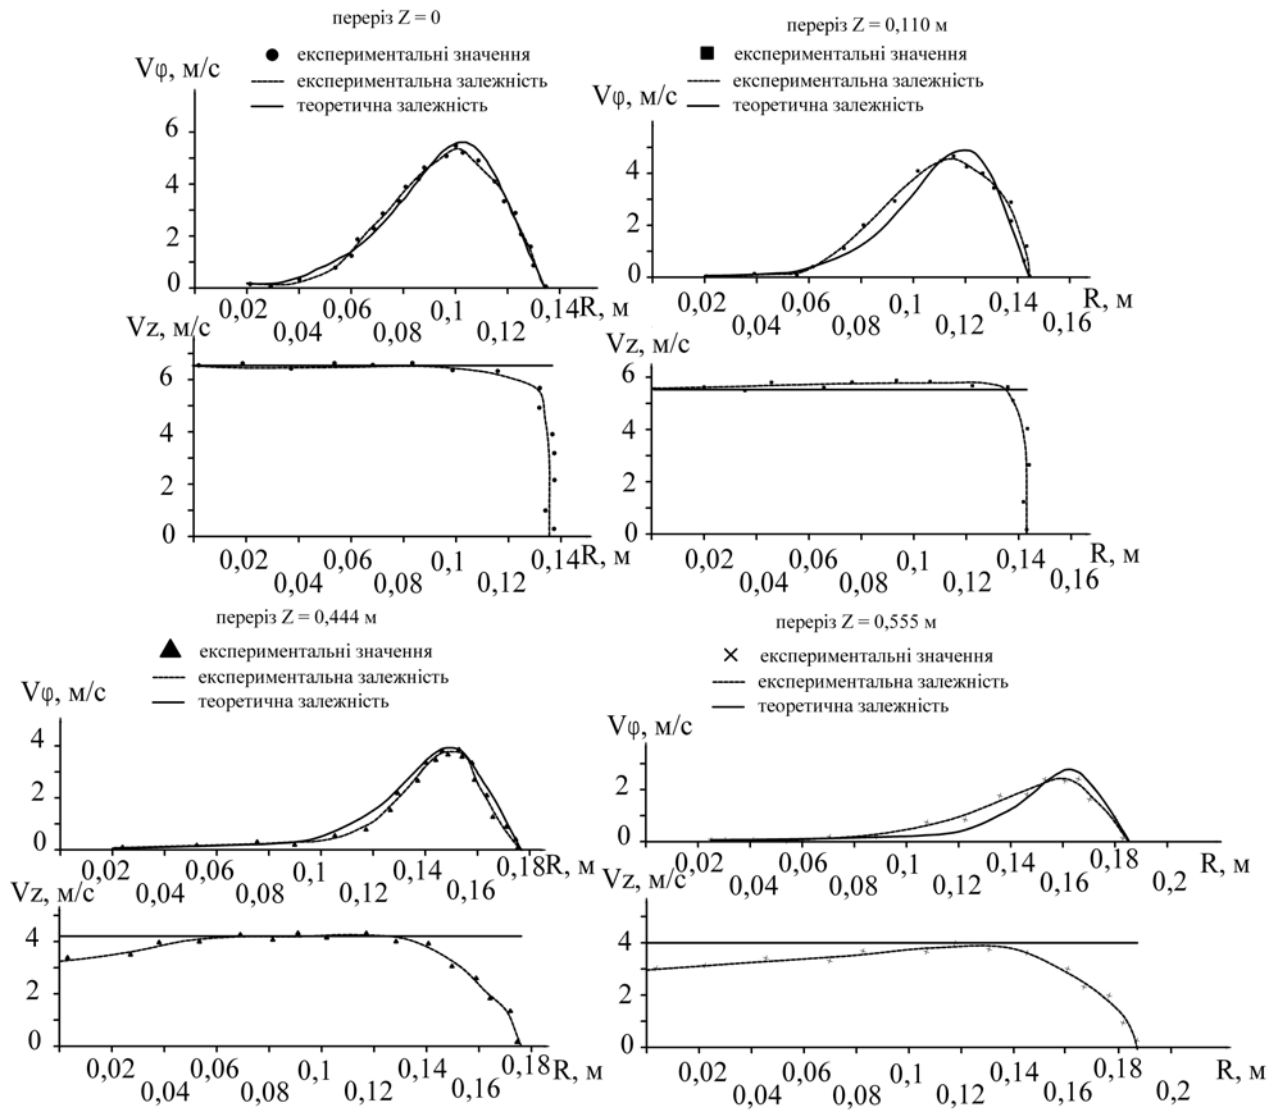 переріз Z = 0
експериментальні значення
експериментальна залежність
теоретична залежність
Vφ, м/с
6
4
2
0
0,02 0,06 0,1 0,14 R, м
0,04 0,08 0,12
Vz, м/с
6
4
2
0
0,02 0,06 0,1 0,14 R, м
0,04 0,08 0,12
переріз Z = 0,110 м
експериментальні значення
експериментальна залежність
теоретична залежність
Vφ, м/с
6
4
2
0
0,02 0,06 0,1 0,14 R, м
0,04 0,08 0,12 0,16
Vz, м/с
6
4
2
0
0,02 0,06 0,1 0,14 R, м
0,04 0,08 0,12 0,16
переріз Z = 0,444 м
експериментальні значення
експериментальна залежність
теоретична залежність
Vφ, м/с
4
2
0
0,02 0,06 0,1 0,14 0,18 R, м
0,04 0,08 0,12 0,16
Vz, м/с
4
2
0
0,02 0,06 0,1 0,14 0,18 R, м
0,04 0,08 0,12 0,16
переріз Z = 0,555 м
експериментальні значення
експериментальна залежність
теоретична залежність
Vφ, м/с
2
0
0,02 0,06 0,1 0,14 0,18 R, м
0,04 0,08 0,12 0,16 0,2
Vz, м/с
4
2
0
0,02 0,06 0,1 0,14 0,18 R, м
0,04 0,08 0,12 0,16 0,2